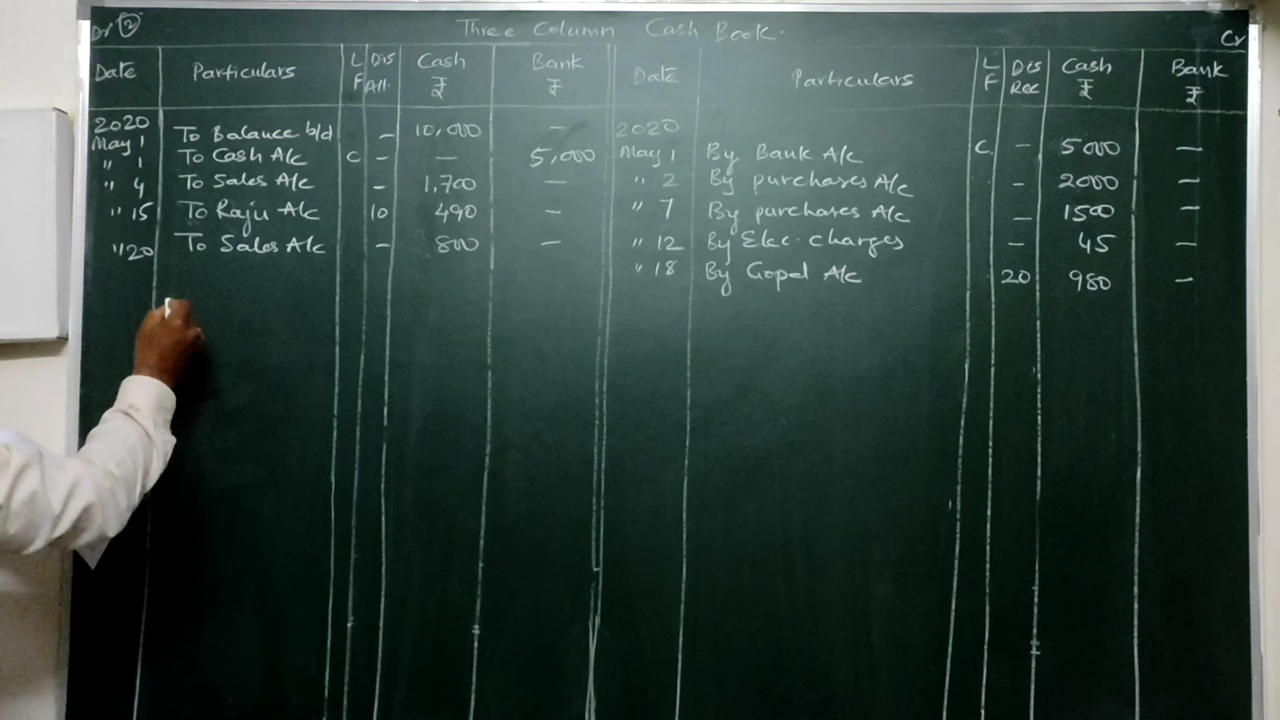 Dr ② Three Column Cash Book. Cr
Date Particulars L F Dis All. Cash ₹ Bank ₹ Date Particulars L F Dis Rec Cash ₹ Bank ₹
2020 2020
May 1 To Balance b/d - 10,000 -
" 1 To Cash A/c C - - 5,000 May 1 By Bank A/c C - 5000 -
" 4 To Sales A/c - 1,700 - " 2 By purchases A/c - 2000 -
" 15 To Raju A/c 10 490 - " 7 By purchases A/c - 1500 -
" 20 To Sales A/c - 800 - " 12 By Elec. charges - 45 -
" 18 By Gopal A/c 20 980 -